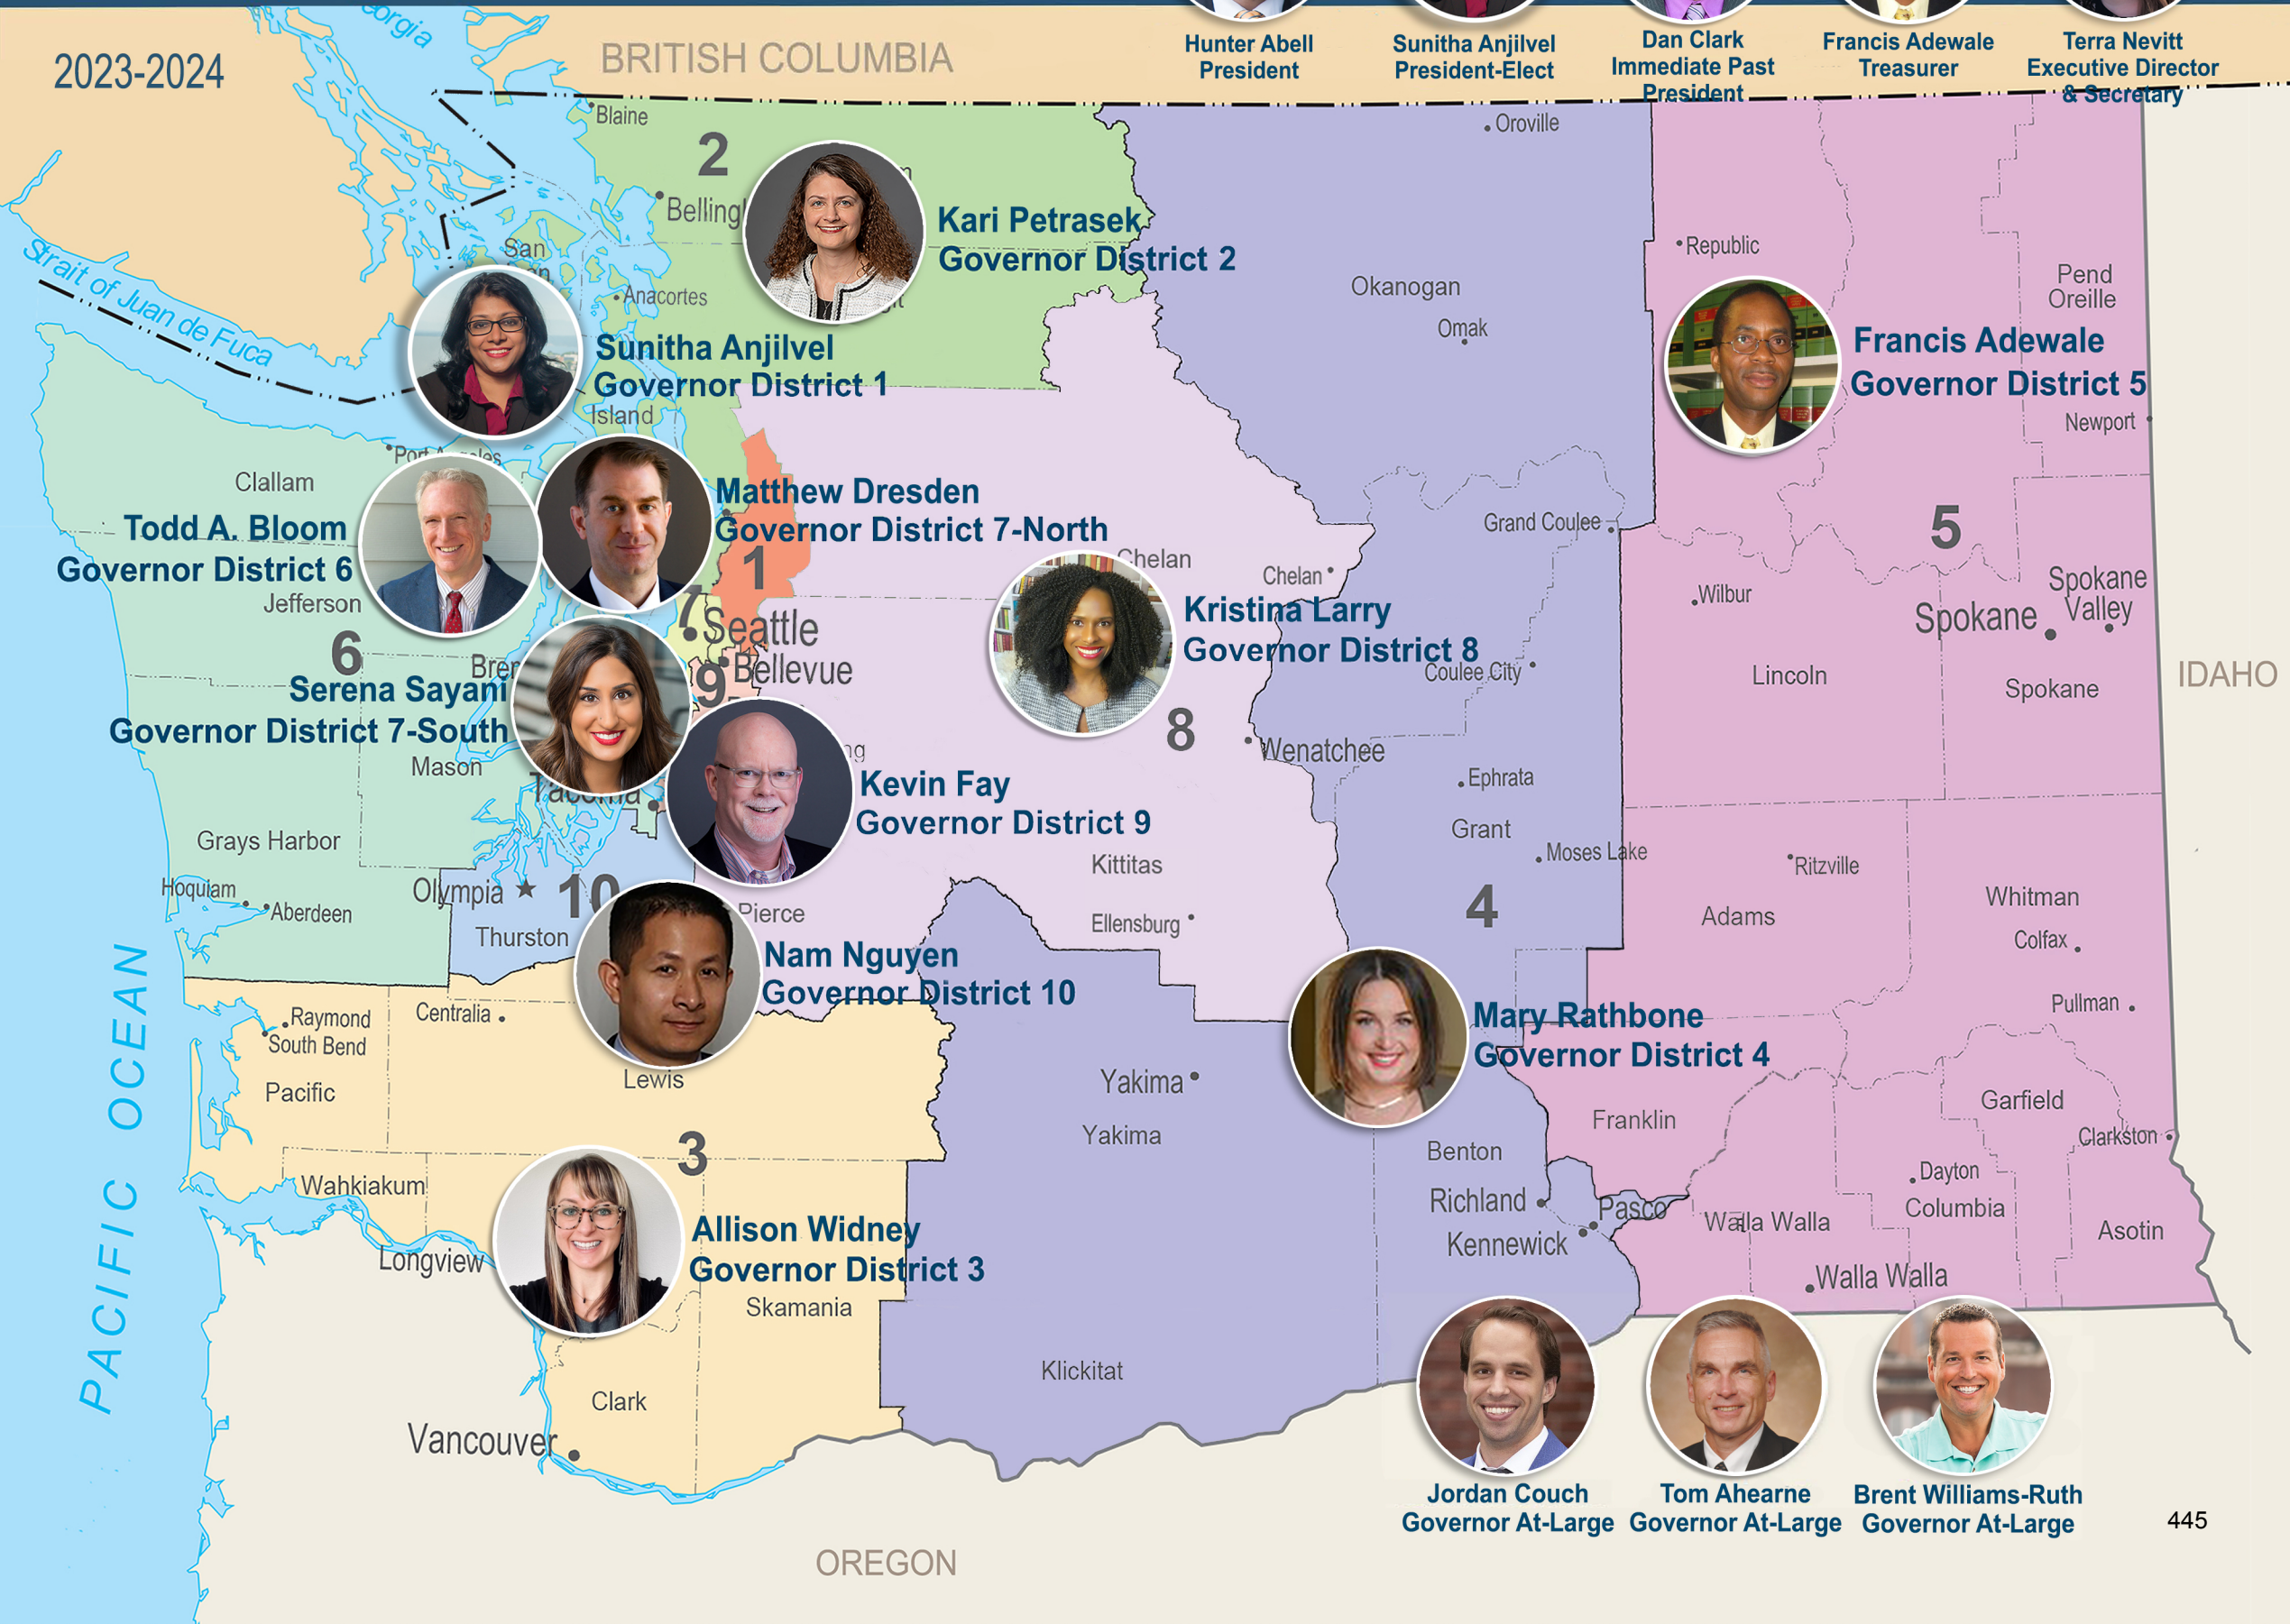 2023-2024
orgia
BRITISH COLUMBIA
Hunter Abell
President
Sunitha Anjilvel
President-Elect
Dan Clark
Immediate Past
President
Francis Adewale
Treasurer
Terra Nevitt
Executive Director
& Secretary
Blaine
Oroville
2
Belling
Kari Petrasek
Governor District 2
San
Republic
Anacortes
Okanogan
Pend
Oreille
Omak
Strait of Juan de Fuca
Sunitha Anjilvel
Governor District 1
Island
Francis Adewale
Governor District 5
Newport
Port Angeles
Clallam
Matthew Dresden
Governor District 7-North
Todd A. Bloom
Governor District 6
Jefferson
Grand Coulee
5
1
Chelan
Chelan
Wilbur
Spokane
Spokane
Valley
7
Seattle
Kristina Larry
Governor District 8
Coulee City
6
Brer
9
Bellevue
Lincoln
Spokane
IDAHO
Serena Sayani
Governor District 7-South
Mason
8
Wenatchee
Ephrata
Tacoma
Kevin Fay
Governor District 9
Grays Harbor
Grant
Moses Lake
Kittitas
Ritzville
Hoquiam
Aberdeen
Olympia
10
Pierce
Ellensburg
4
Adams
Whitman
Thurston
Colfax
Nam Nguyen
Governor District 10
Raymond
South Bend
Centralia
Mary Rathbone
Governor District 4
Pullman
PACIFIC OCEAN
Pacific
Lewis
Yakima
Yakima
Franklin
Garfield
Clarkston
3
Benton
Wahkiakum
Richland
Pasco
Dayton
Columbia
Walla Walla
Asotin
Kennewick
Longview
Allison Widney
Governor District 3
Walla Walla
Skamania
Klickitat
Clark
Vancouver
Jordan Couch
Governor At-Large
Tom Ahearne
Governor At-Large
Brent Williams-Ruth
Governor At-Large
445
OREGON